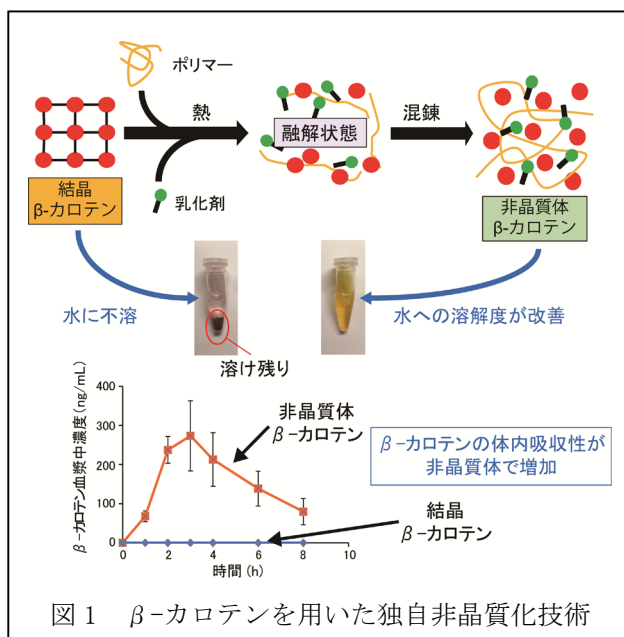 ポリマー
熱
混錬
融解状態
結晶
β-カロテン
乳化剤
非晶質体
β-カロテン
水に不溶
水への溶解度が改善
溶け残り
β-カロテン血漿中濃度(ng/mL)
400
300
200
100
0
0
2
4
6
8
10
時間(h)
非晶質体
β-カロテン
β-カロテンの体内吸収性が
非晶質体で増加
結晶
β-カロテン
図1 β-カロテンを用いた独自非晶質化技術